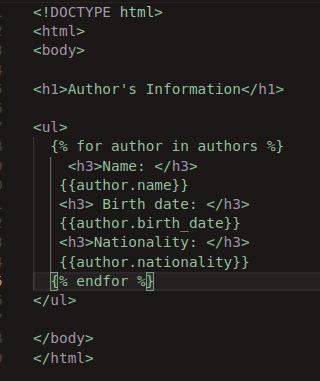 <!DOCTYPE html>
<html>
<body>
<h1>Author's Information</h1>
<ul>
{% for author in authors %}
<h3>Name: </h3>
{{author.name}}
<h3> Birth date: </h3>
{{author.birth_date}}
<h3>Nationality: </h3>
{{author.nationality}}
{% endfor %}
</ul>
</body>
</html>